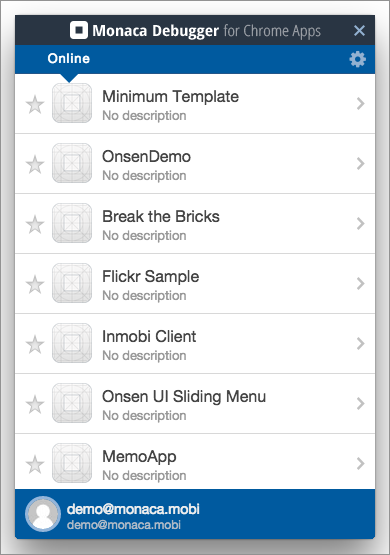 Monaca Debugger for Chrome Apps
Online
Minimum Template
No description
OnsenDemo
No description
Break the Bricks
No description
Flickr Sample
No description
Inmobi Client
No description
Onsen UI Sliding Menu
No description
MemoApp
No description
demo@monaca.mobi
demo@monaca.mobi